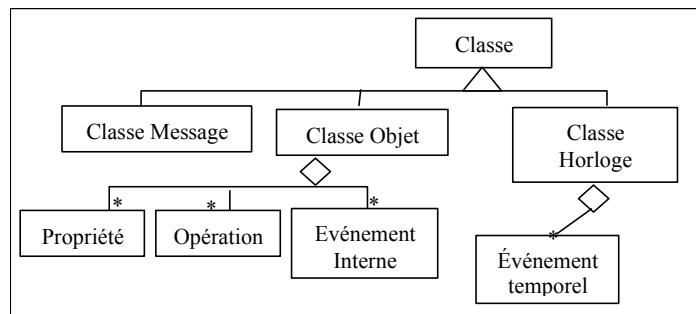 Classe
Classe Message
Classe Objet
Classe
Horloge
*
*
*
Propriété
Opération
Evénement
Interne
*
Événement
temporel